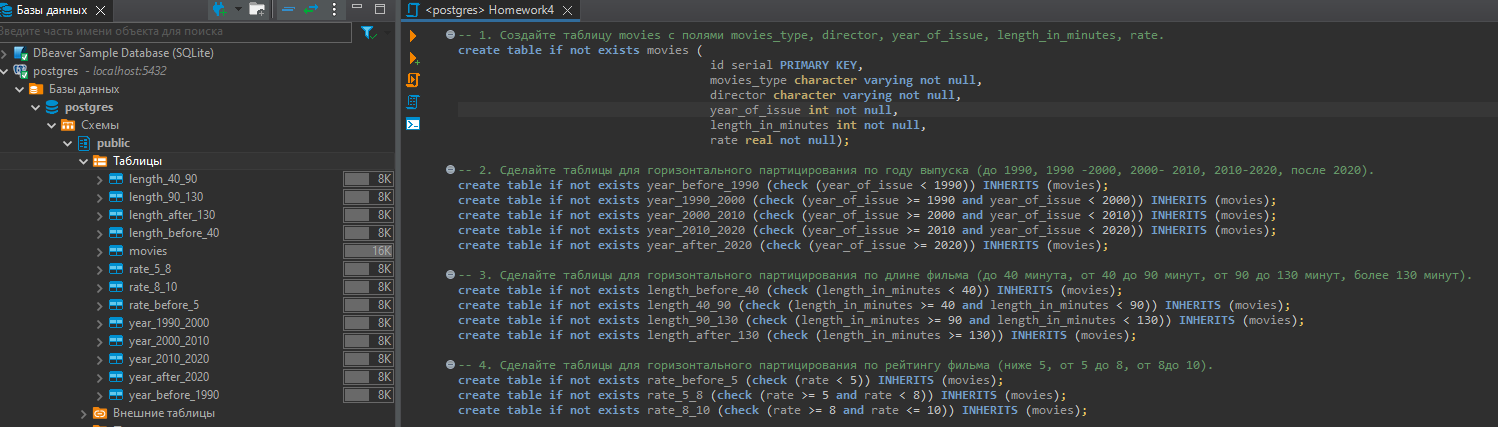 Базы данных
Введите часть имени объекта для поиска
DBeaver Sample Database (SQLite)
postgres - localhost:5432
Базы данных
postgres
Схемы
public
Таблицы
length_40_90 8K
length_90_130 8K
length_after_130 8K
length_before_40 8K
movies 16K
rate_5_8 8K
rate_8_10 8K
rate_before_5 8K
year_1990_2000 8K
year_2000_2010 8K
year_2010_2020 8K
year_after_2020 8K
year_before_1990 8K
Внешние таблицы
<postgres> Homework4
-- 1. Создайте таблицу movies с полями movies_type, director, year_of_issue, length_in_minutes, rate.
create table if not exists movies (
id serial PRIMARY KEY,
movies_type character varying not null,
director character varying not null,
year_of_issue int not null,
length_in_minutes int not null,
rate real not null);
-- 2. Сделайте таблицы для горизонтального партицирования по году выпуска (до 1990, 1990 -2000, 2000- 2010, 2010-2020, после 2020).
create table if not exists year_before_1990 (check (year_of_issue < 1990)) INHERITS (movies);
create table if not exists year_1990_2000 (check (year_of_issue >= 1990 and year_of_issue < 2000)) INHERITS (movies);
create table if not exists year_2000_2010 (check (year_of_issue >= 2000 and year_of_issue < 2010)) INHERITS (movies);
create table if not exists year_2010_2020 (check (year_of_issue >= 2010 and year_of_issue < 2020)) INHERITS (movies);
create table if not exists year_after_2020 (check (year_of_issue >= 2020)) INHERITS (movies);
-- 3. Сделайте таблицы для горизонтального партицирования по длине фильма (до 40 минута, от 40 до 90 минут, от 90 до 130 минут, более 130 минут).
create table if not exists length_before_40 (check (length_in_minutes < 40)) INHERITS (movies);
create table if not exists length_40_90 (check (length_in_minutes >= 40 and length_in_minutes < 90)) INHERITS (movies);
create table if not exists length_90_130 (check (length_in_minutes >= 90 and length_in_minutes < 130)) INHERITS (movies);
create table if not exists length_after_130 (check (length_in_minutes >= 130)) INHERITS (movies);
-- 4. Сделайте таблицы для горизонтального партицирования по рейтингу фильма (ниже 5, от 5 до 8, от 8до 10).
create table if not exists rate_before_5 (check (rate < 5)) INHERITS (movies);
create table if not exists rate_5_8 (check (rate >= 5 and rate < 8)) INHERITS (movies);
create table if not exists rate_8_10 (check (rate >= 8 and rate <= 10)) INHERITS (movies);